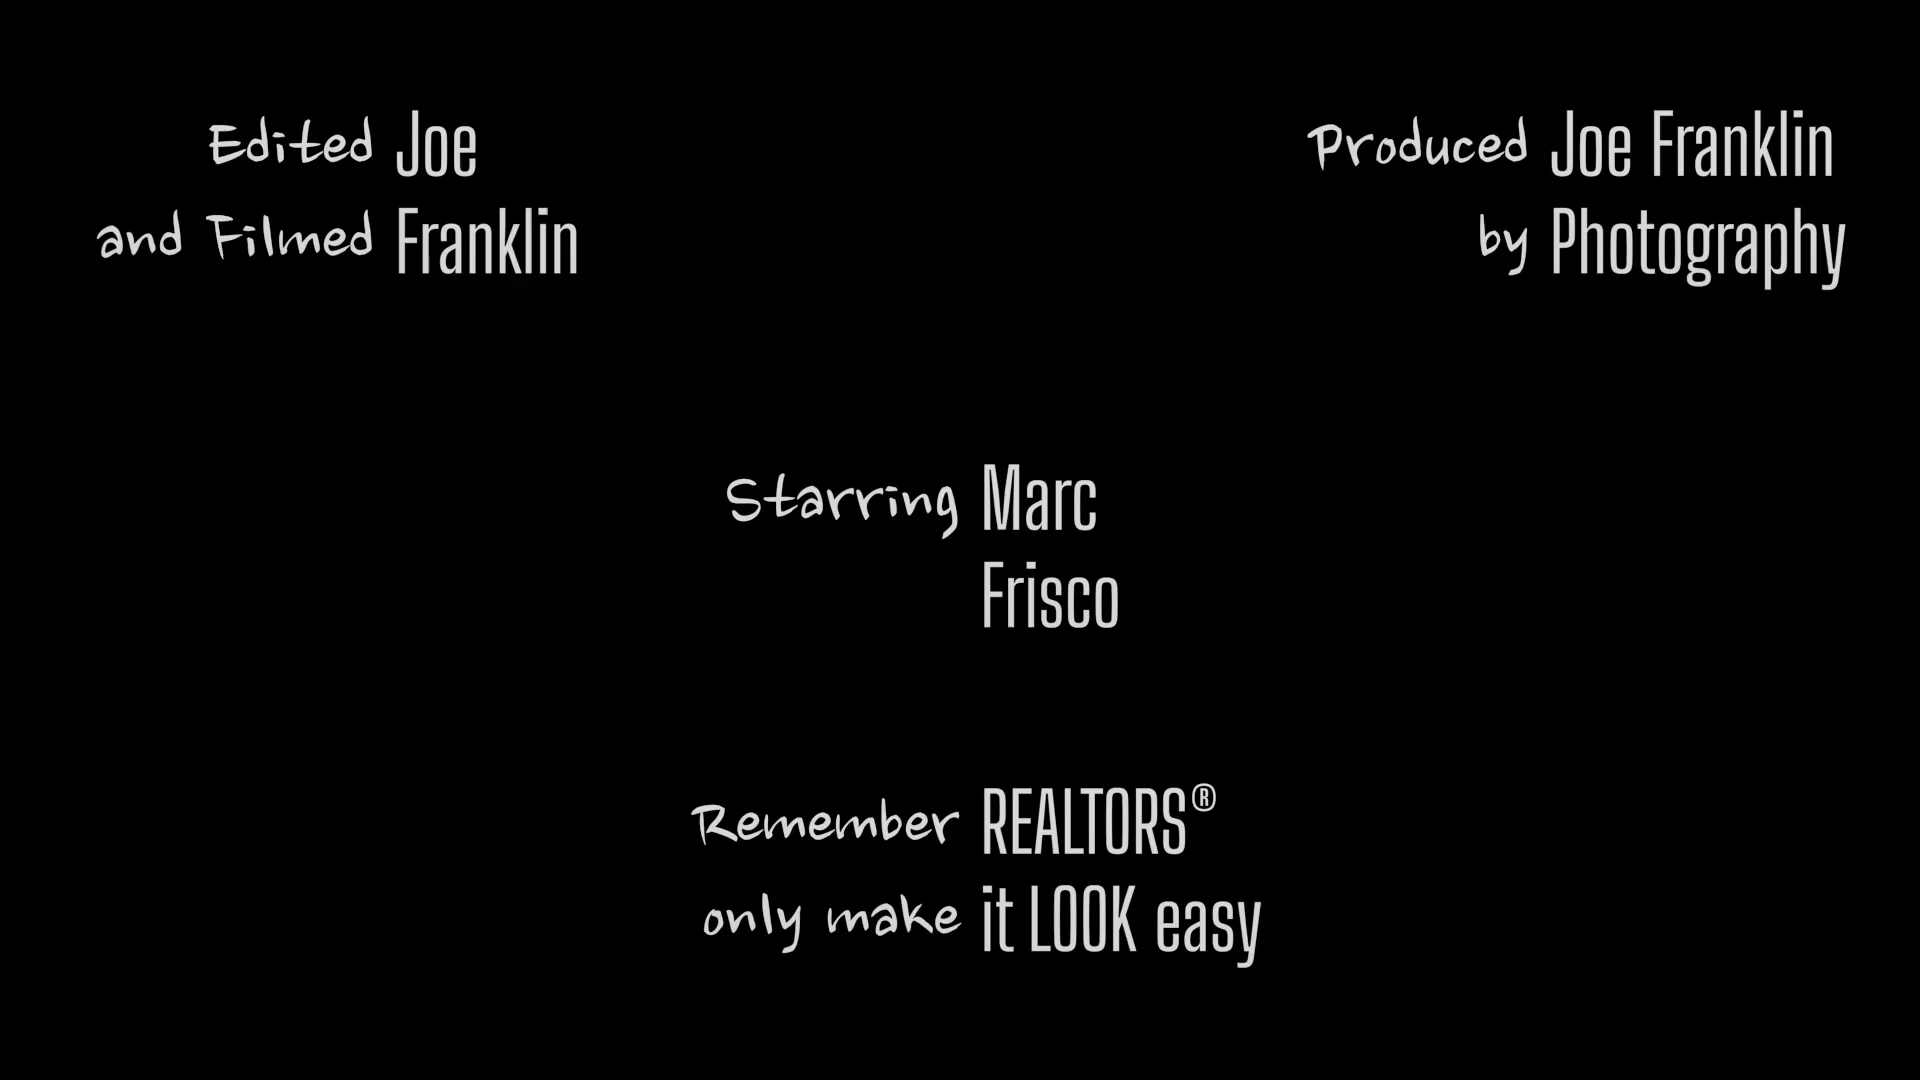 Edited Joe
and Filmed Franklin
Produced Joe Franklin
by Photography
Starring Marc
Frisco
Remember REALTORS®
only make it LOOK easy